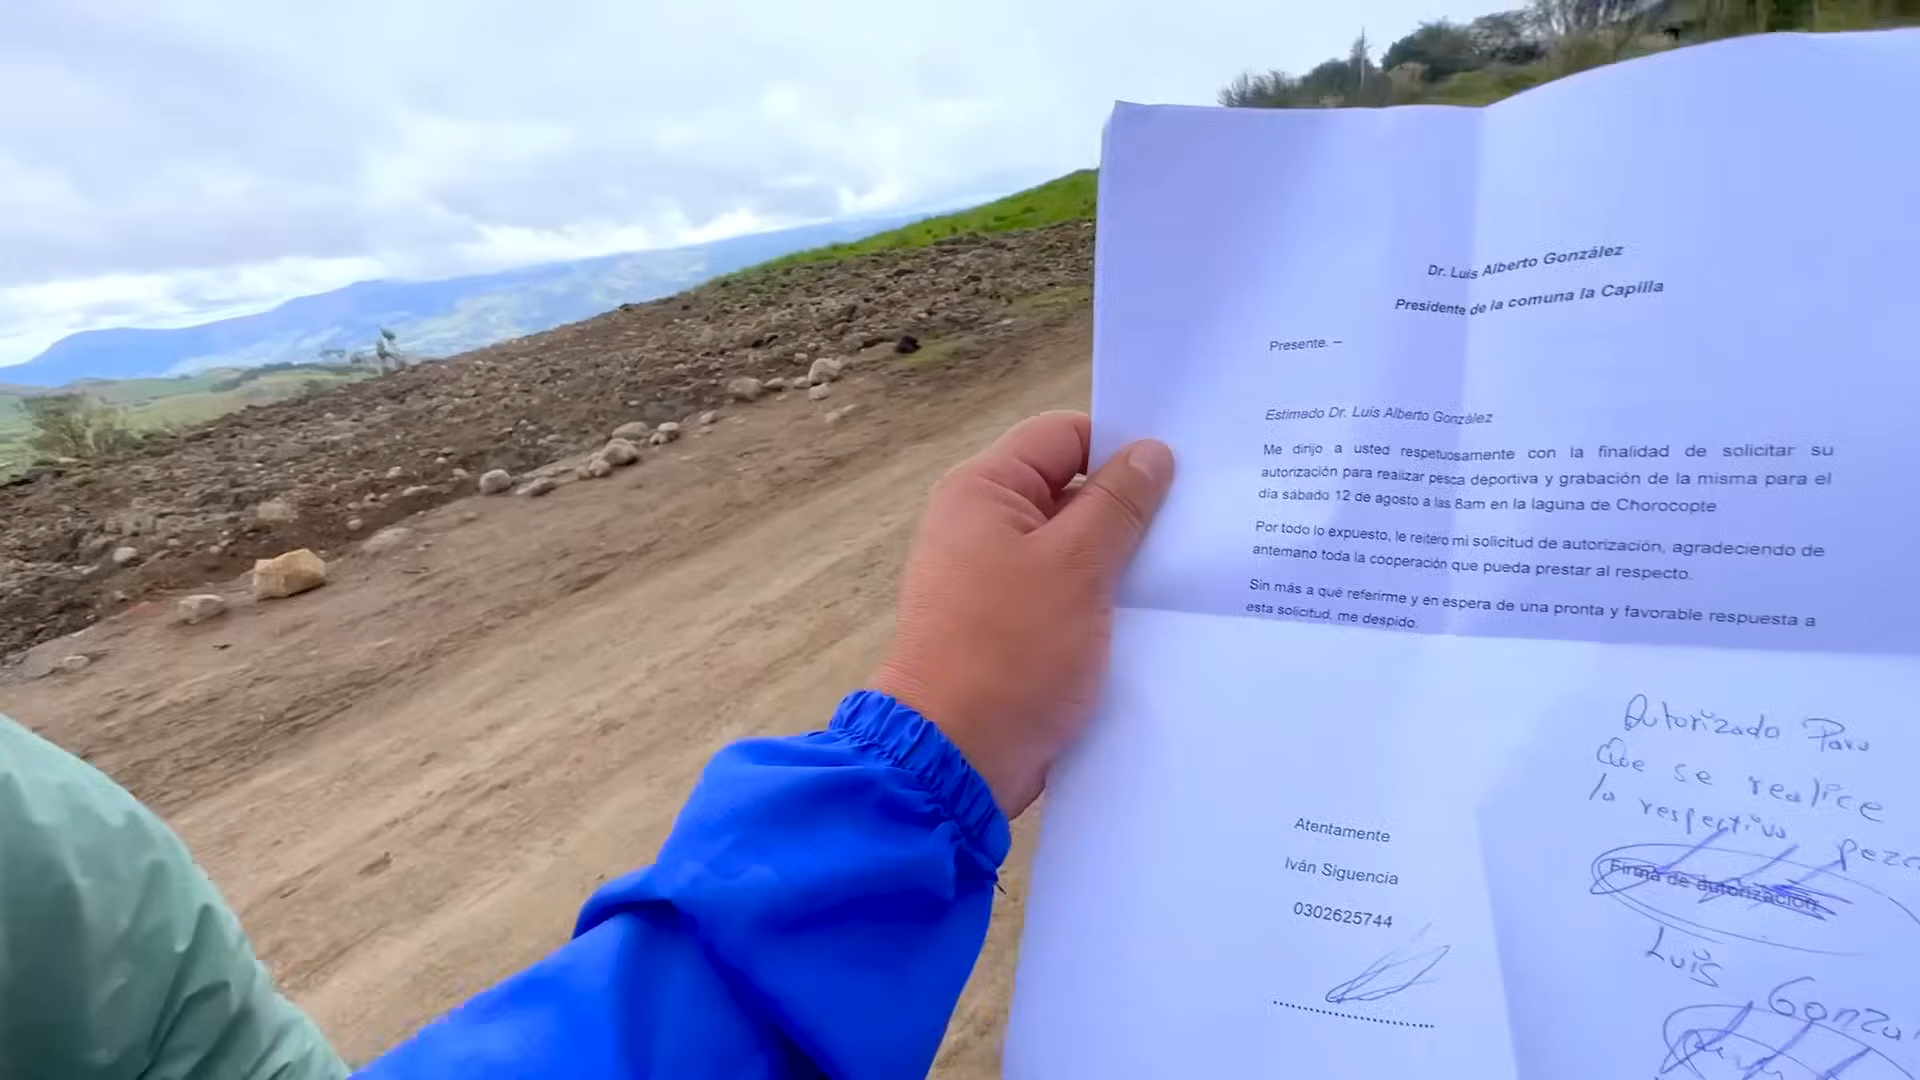 Dr. Luis Alberto González
Presidente de la comuna la Capilla
Presente. –
Estimado Dr. Luis Alberto González
Me dirijo a usted respetuosamente con la finalidad de solicitar su
autorización para realizar pesca deportiva y grabación de la misma para el
día sábado 12 de agosto a las 8am en la laguna de Chorocopte
Por todo lo expuesto, le reitero mi solicitud de autorización, agradeciendo de
antemano toda la cooperación que pueda prestar al respecto.
Sin más a qué referirme y en espera de una pronta y favorable respuesta a
esta solicitud, me despido.
Autorizado Para
Que se realice
la respectiva peza
Firma de autorización
Luis
Gonza
Atentamente
Iván Siguencia
0302625744